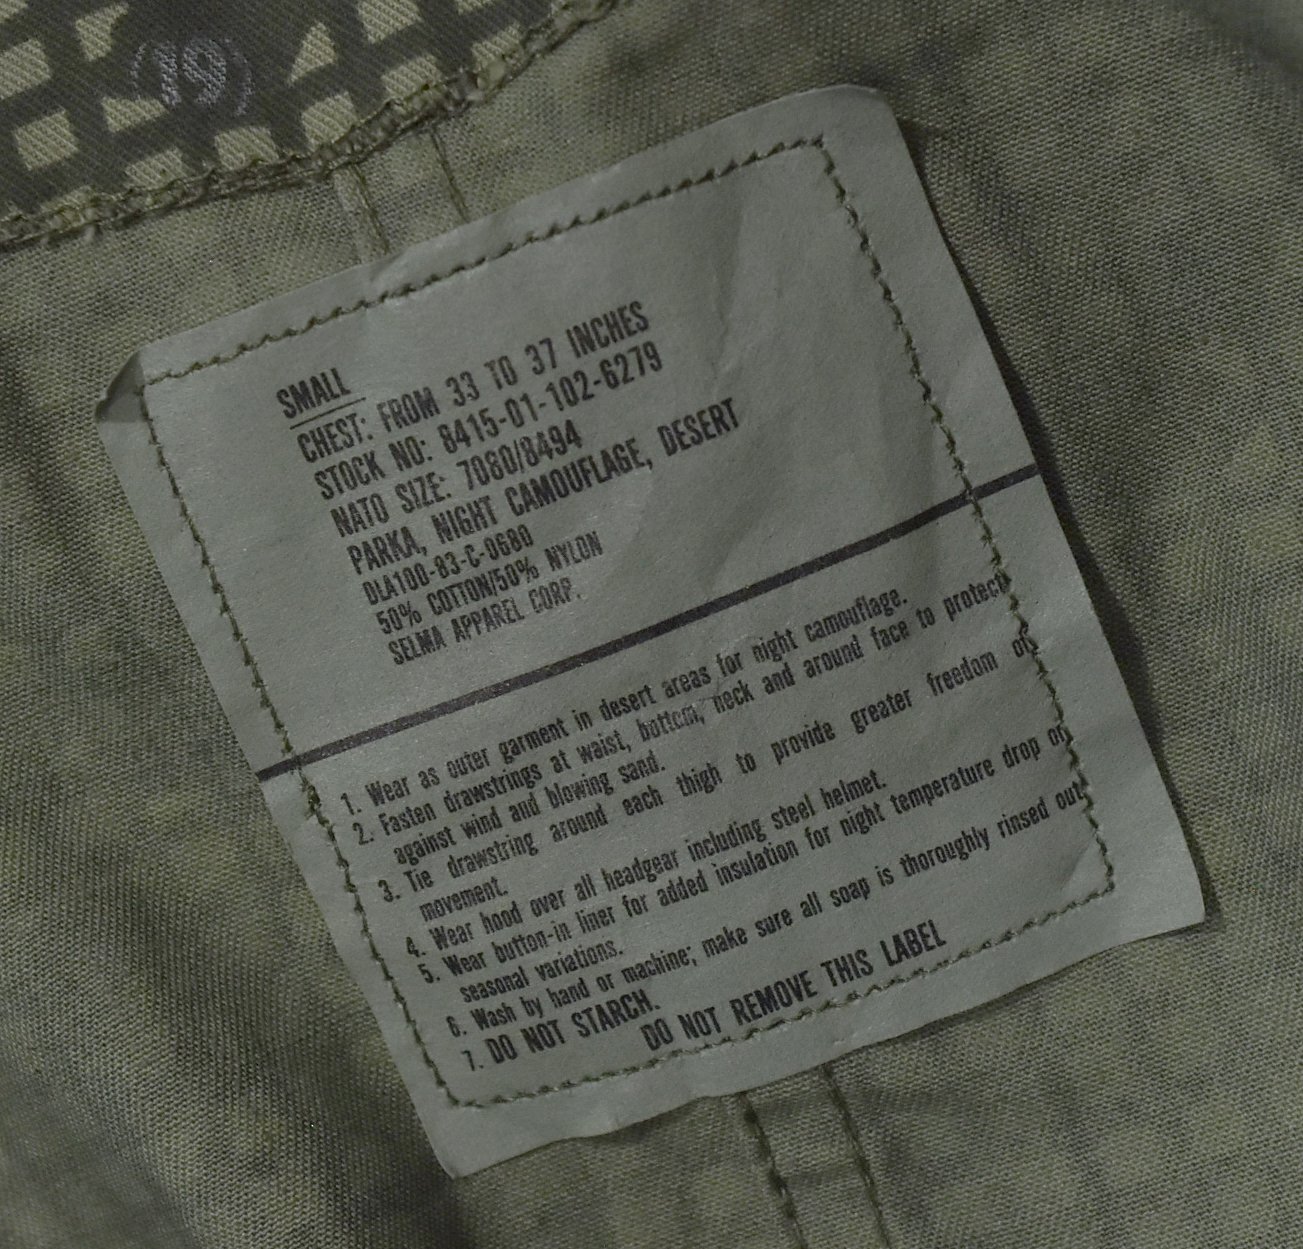 (19)
SMALL
CHEST: FROM 33 TO 37 INCHES
STOCK NO: 8415-01-102-6279
NATO SIZE: 7080/8494
PARKA, NIGHT CAMOUFLAGE, DESERT
DLA100-83-C-0680
50% COTTON/50% NYLON
SELMA APPAREL CORP.
1. Wear as outer garment in desert areas for night camouflage.
2. Fasten drawstrings at waist, bottom, neck and around face to protect
against wind and blowing sand.
3. Tie drawstring around each thigh to provide greater freedom of
movement.
4. Wear hood over all headgear including steel helmet.
5. Wear button-in liner for added insulation for night temperature drop or
seasonal variations.
6. Wash by hand or machine; make sure all soap is thoroughly rinsed out.
7. DO NOT STARCH.
DO NOT REMOVE THIS LABEL